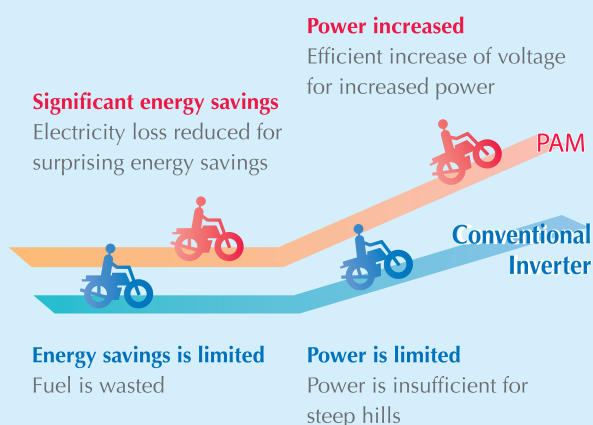 Power increased
Efficient increase of voltage
for increased power
Significant energy savings
Electricity loss reduced for
surprising energy savings
PAM
Conventional
Inverter
Energy savings is limited
Fuel is wasted
Power is limited
Power is insufficient for
steep hills